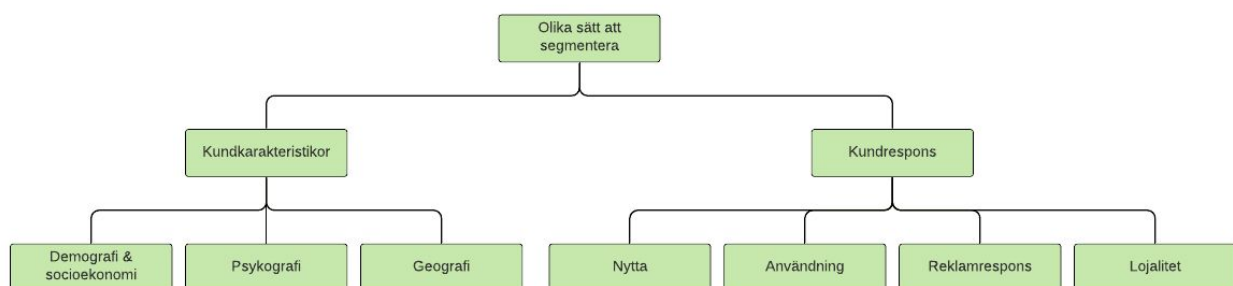 Olika sätt att
segmentera
Kundkarakteristikor
Kundrespons
Demografi &
socioekonomi
Psykografi
Geografi
Nytta
Användning
Reklamrespons
Lojalitet